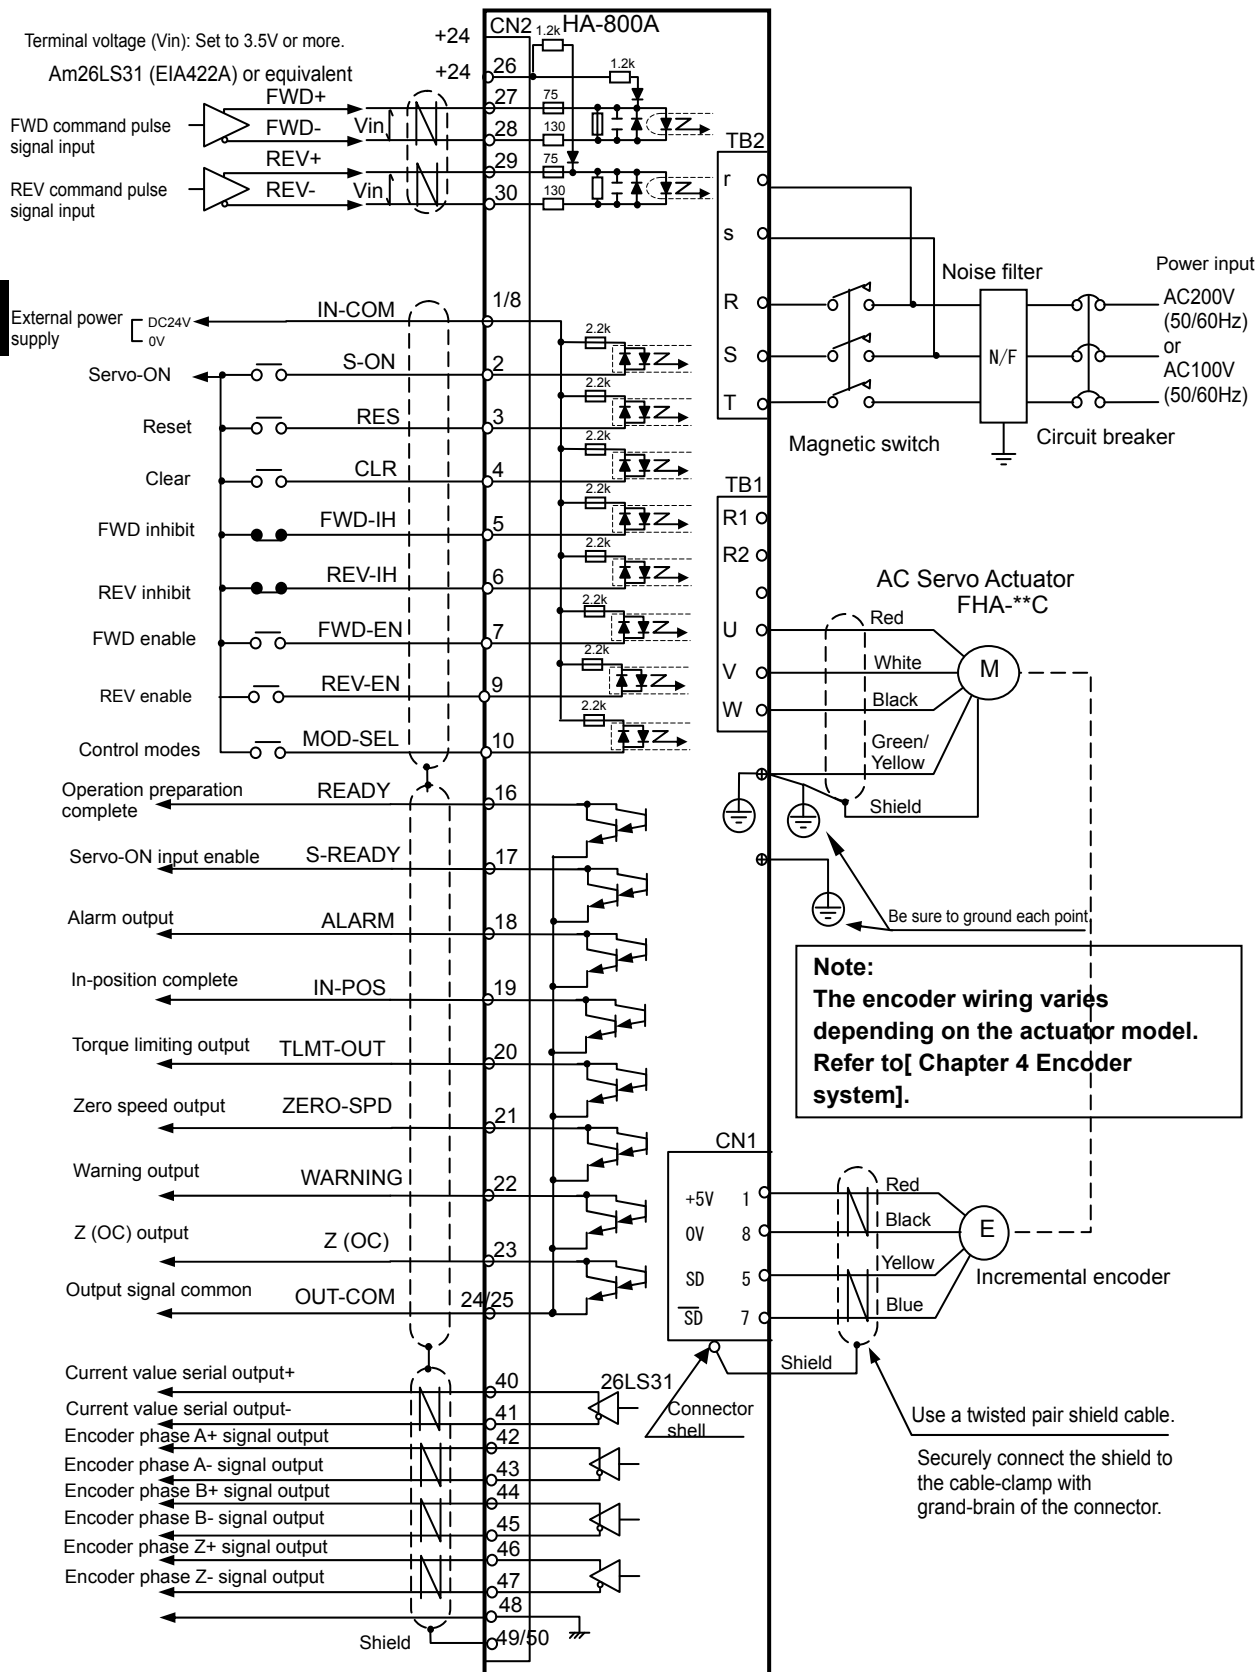 CN2 HA-800A
Terminal voltage (Vin): Set to 3.5V or more.
+24
1.2k
Am26LS31 (EIA422A) or equivalent
+24
26
1.2k
FWD+
27
75
FWD command pulse
signal input
FWD-
Vin
28
130
REV+
29
75
REV command pulse
signal input
REV-
Vin
30
130
External power
supply
DC24V
0V
IN-COM
1/8
2.2k
Servo-ON
S-ON
2
2.2k
Reset
RES
3
2.2k
Clear
CLR
4
2.2k
FWD inhibit
FWD-IH
5
2.2k
REV inhibit
REV-IH
6
2.2k
FWD enable
FWD-EN
7
2.2k
REV enable
REV-EN
9
2.2k
Control modes
MOD-SEL
10
Operation preparation
complete
READY
16
Servo-ON input enable
S-READY
17
Alarm output
ALARM
18
In-position complete
IN-POS
19
Torque limiting output
TLMT-OUT
20
Zero speed output
ZERO-SPD
21
Warning output
WARNING
22
Z (OC) output
Z (OC)
23
Output signal common
OUT-COM
24/25
Current value serial output+
40
26LS31
Current value serial output-
41
Encoder phase A+ signal output
42
Encoder phase A- signal output
43
Encoder phase B+ signal output
44
Encoder phase B- signal output
45
Encoder phase Z+ signal output
46
Encoder phase Z- signal output
47
48
Shield
49/50
TB2
r
s
R
S
T
Magnetic switch
Noise filter
N/F
Circuit breaker
Power input
AC200V
(50/60Hz)
or
AC100V
(50/60Hz)
TB1
R1
R2
U
V
W
AC Servo Actuator
FHA-**C
Red
White
Black
Green/
Yellow
Shield
M
Be sure to ground each point
Note:
The encoder wiring varies
depending on the actuator model.
Refer to[ Chapter 4 Encoder
system].
CN1
+5V 1
0V 8
SD 5
S̅D̅ 7
Red
Black
Yellow
Blue
E
Incremental encoder
Shield
Connector
shell
Use a twisted pair shield cable.
Securely connect the shield to
the cable-clamp with
grand-brain of the connector.